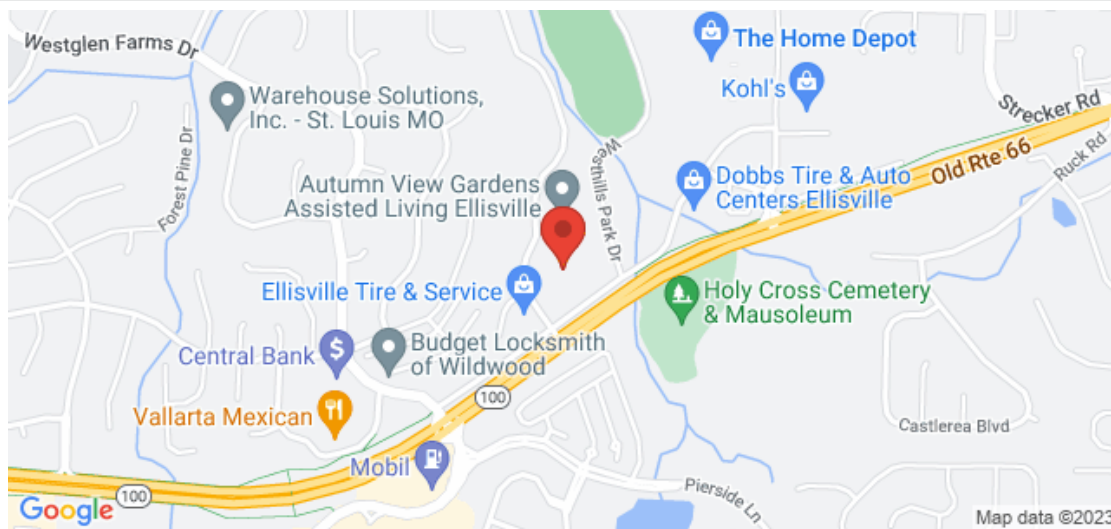 Westglen Farms Dr
The Home Depot
Kohl's
Warehouse Solutions,
Inc. - St. Louis MO
Strecker Rd
Old Rte 66
Ruck Rd
Forest Pine Dr
Westhills Park Dr
Dobbs Tire & Auto
Centers Ellisville
Autumn View Gardens
Assisted Living Ellisville
Ellisville Tire & Service
Holy Cross Cemetery
& Mausoleum
Central Bank
$
Budget Locksmith
of Wildwood
100
Vallarta Mexican
Castlerea Blvd
Mobil
100
Pierside Ln
Google
Map data ©2023